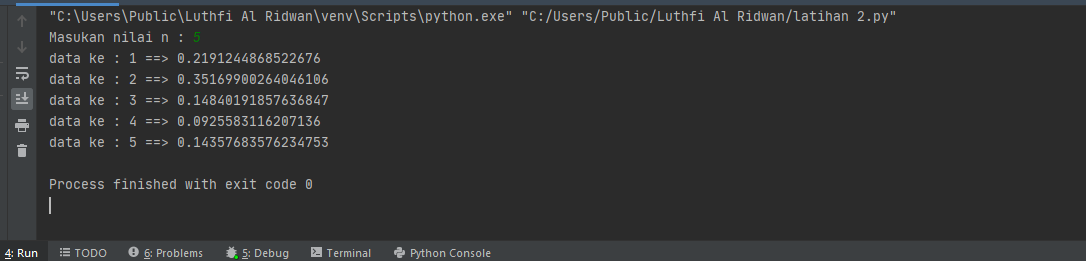 "C:\Users\Public\Luthfi Al Ridwan\venv\Scripts\python.exe" "C:/Users/Public/Luthfi Al Ridwan/latihan 2.py"
Masukan nilai n : 5
data ke : 1 ==> 0.2191244868522676
data ke : 2 ==> 0.35169900264046106
data ke : 3 ==> 0.14840191857636847
data ke : 4 ==> 0.0925583116207136
data ke : 5 ==> 0.14357683576234753
Process finished with exit code 0
4: Run TODO 6: Problems 5: Debug Terminal Python Console